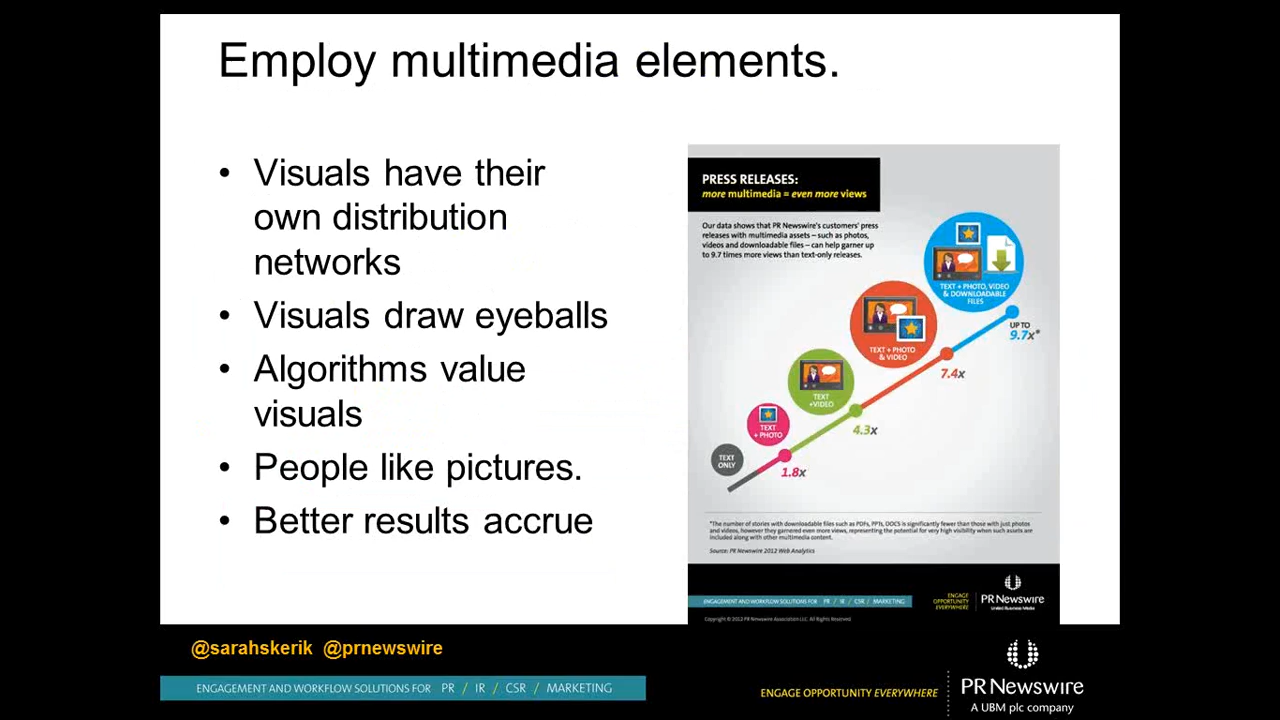 Employ multimedia elements.
• Visuals have their
own distribution
networks
• Visuals draw eyeballs
• Algorithms value
visuals
• People like pictures.
• Better results accrue
PRESS RELEASES:
more multimedia = even more views
Our data shows that PR Newswire's customers' press
releases with multimedia assets – such as photos,
videos and downloadable files – can help garner up
to 9.7 times more views than text-only releases.
TEXT + PHOTO, VIDEO
& DOWNLOADABLE
FILES
UP TO
9.7x*
TEXT + PHOTO
& VIDEO
7.4x
TEXT
+VIDEO
4.3x
TEXT
+ PHOTO
1.8x
TEXT
ONLY
*The number of stories with downloadable files such as PDFs, PPTs, DOCS is significantly fewer than those with just photos
and videos, however they garnered even more views, representing the potential for very high visibility when such assets are
included along with other multimedia content.
Source: PR Newswire 2012 Web Analytics
ENGAGEMENT AND WORKFLOW SOLUTIONS FOR PR / IR / CSR / MARKETING
ENGAGE
OPPORTUNITY
EVERYWHERE
PR Newswire
United Business Media
Copyright © 2012 PR Newswire Association LLC. All Rights Reserved.
@sarahskerik @prnewswire
ENGAGEMENT AND WORKFLOW SOLUTIONS FOR PR / IR / CSR / MARKETING
ENGAGE OPPORTUNITY EVERYWHERE
PR Newswire
A UBM plc company